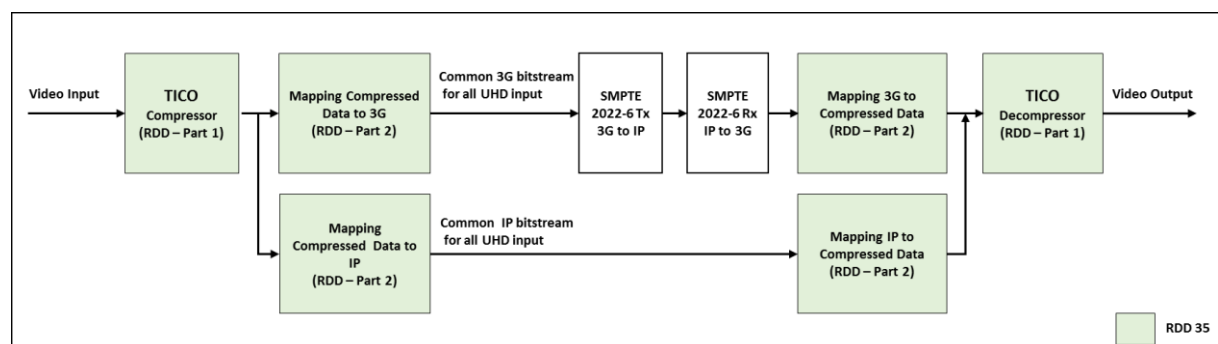 Video Input
TICO
Compressor
(RDD – Part 1)
Mapping Compressed
Data to 3G
(RDD – Part 2)
Common 3G bitstream
for all UHD input
SMPTE
2022-6 Tx
3G to IP
SMPTE
2022-6 Rx
IP to 3G
Mapping 3G to
Compressed Data
(RDD – Part 2)
TICO
Decompressor
(RDD – Part 1)
Video Output
Mapping
Compressed Data to
IP
(RDD – Part 2)
Common IP bitstream
for all UHD input
Mapping IP to
Compressed Data
(RDD – Part 2)
RDD 35